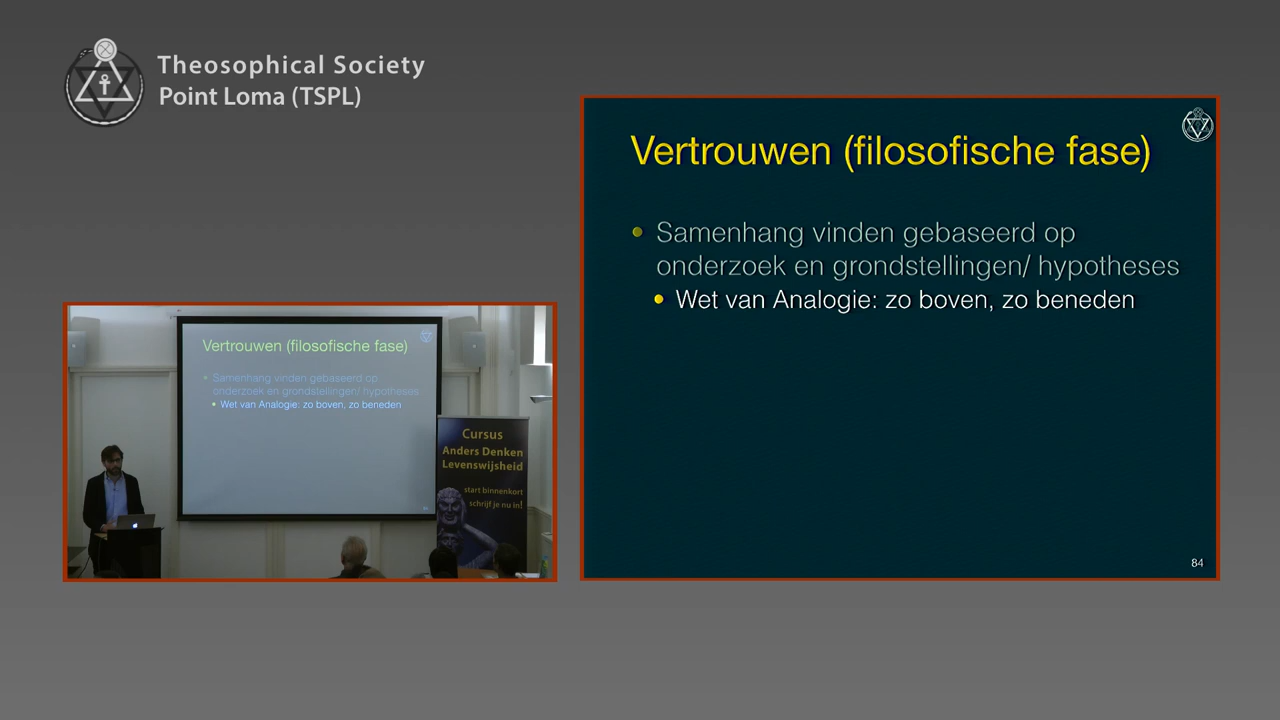 Theosophical Society
Point Loma (TSPL)
Vertrouwen (filosofische fase)
Samenhang vinden gebaseerd op
onderzoek en grondstellingen/ hypotheses
Wet van Analogie: zo boven, zo beneden
84
Vertrouwen (filosofische fase)
Samenhang vinden gebaseerd op
onderzoek en grondstellingen/ hypotheses
Wet van Analogie: zo boven, zo beneden
Cursus
Anders Denken
Levenswijsheid
start binnenkort
schrijf je nu in!